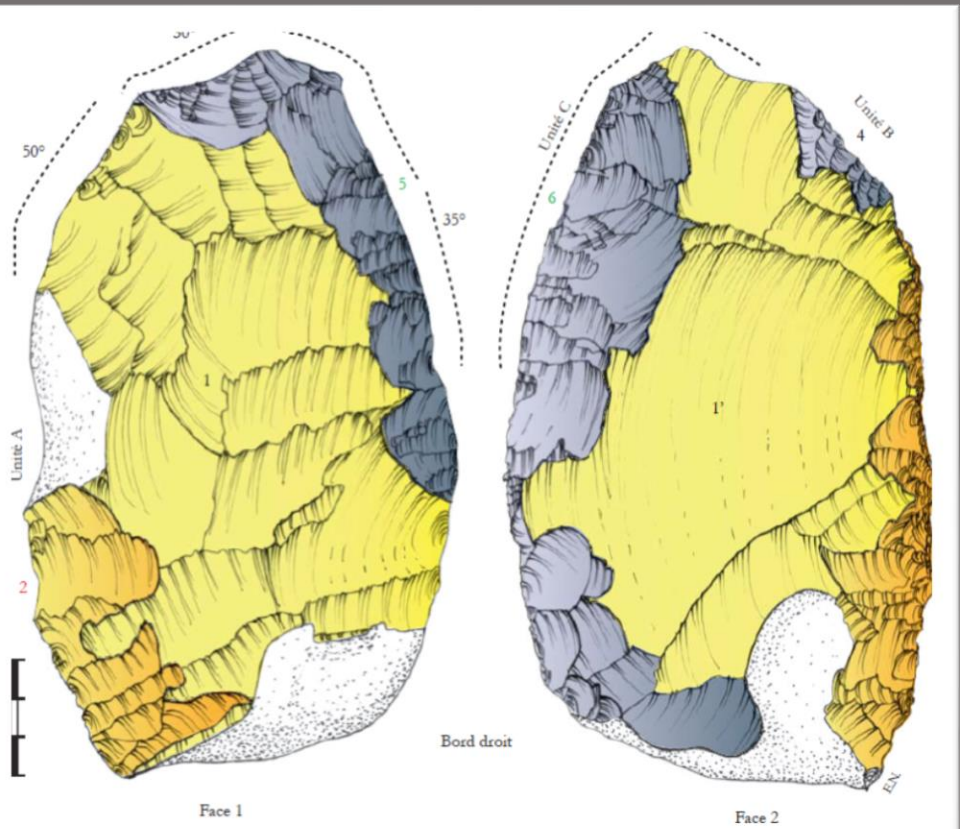 50°
Unité A
2
1
5
35°
Face 1
Bord droit
Unité C
6
Unité B
4
1'
E.N.
Face 2